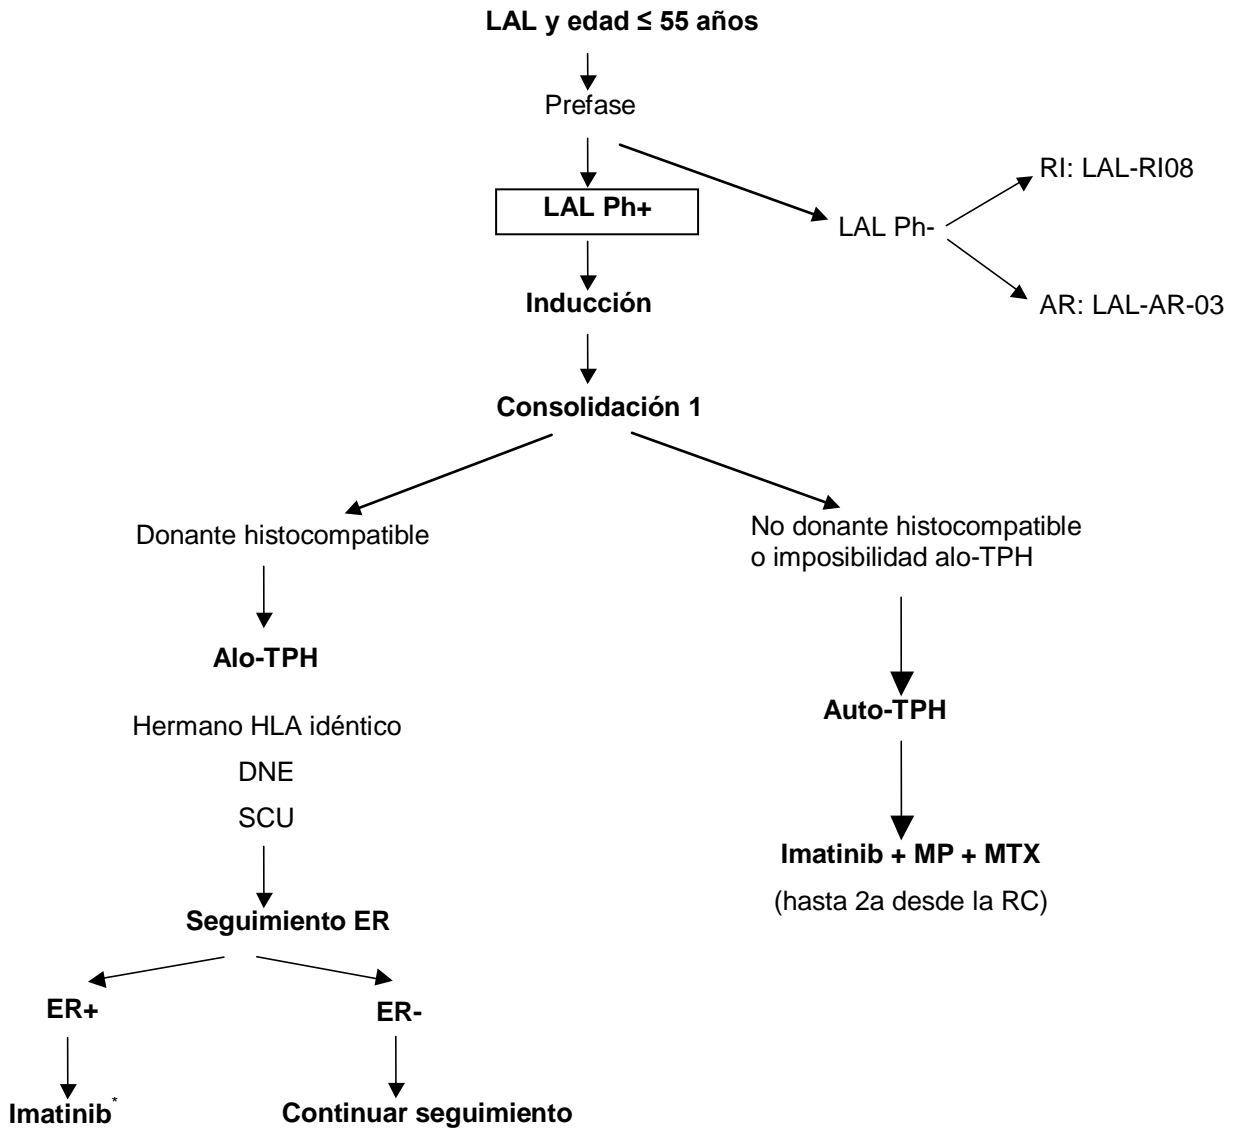 LAL y edad ≤ 55 años
Prefase
LAL Ph+
RI: LAL-RI08
LAL Ph-
AR: LAL-AR-03
Inducción
Consolidación 1
Donante histocompatible
No donante histocompatible
o imposibilidad alo-TPH
Alo-TPH
Hermano HLA idéntico
DNE
SCU
Auto-TPH
Imatinib + MP + MTX
(hasta 2a desde la RC)
Seguimiento ER
ER+
ER-
Imatinib*
Continuar seguimiento